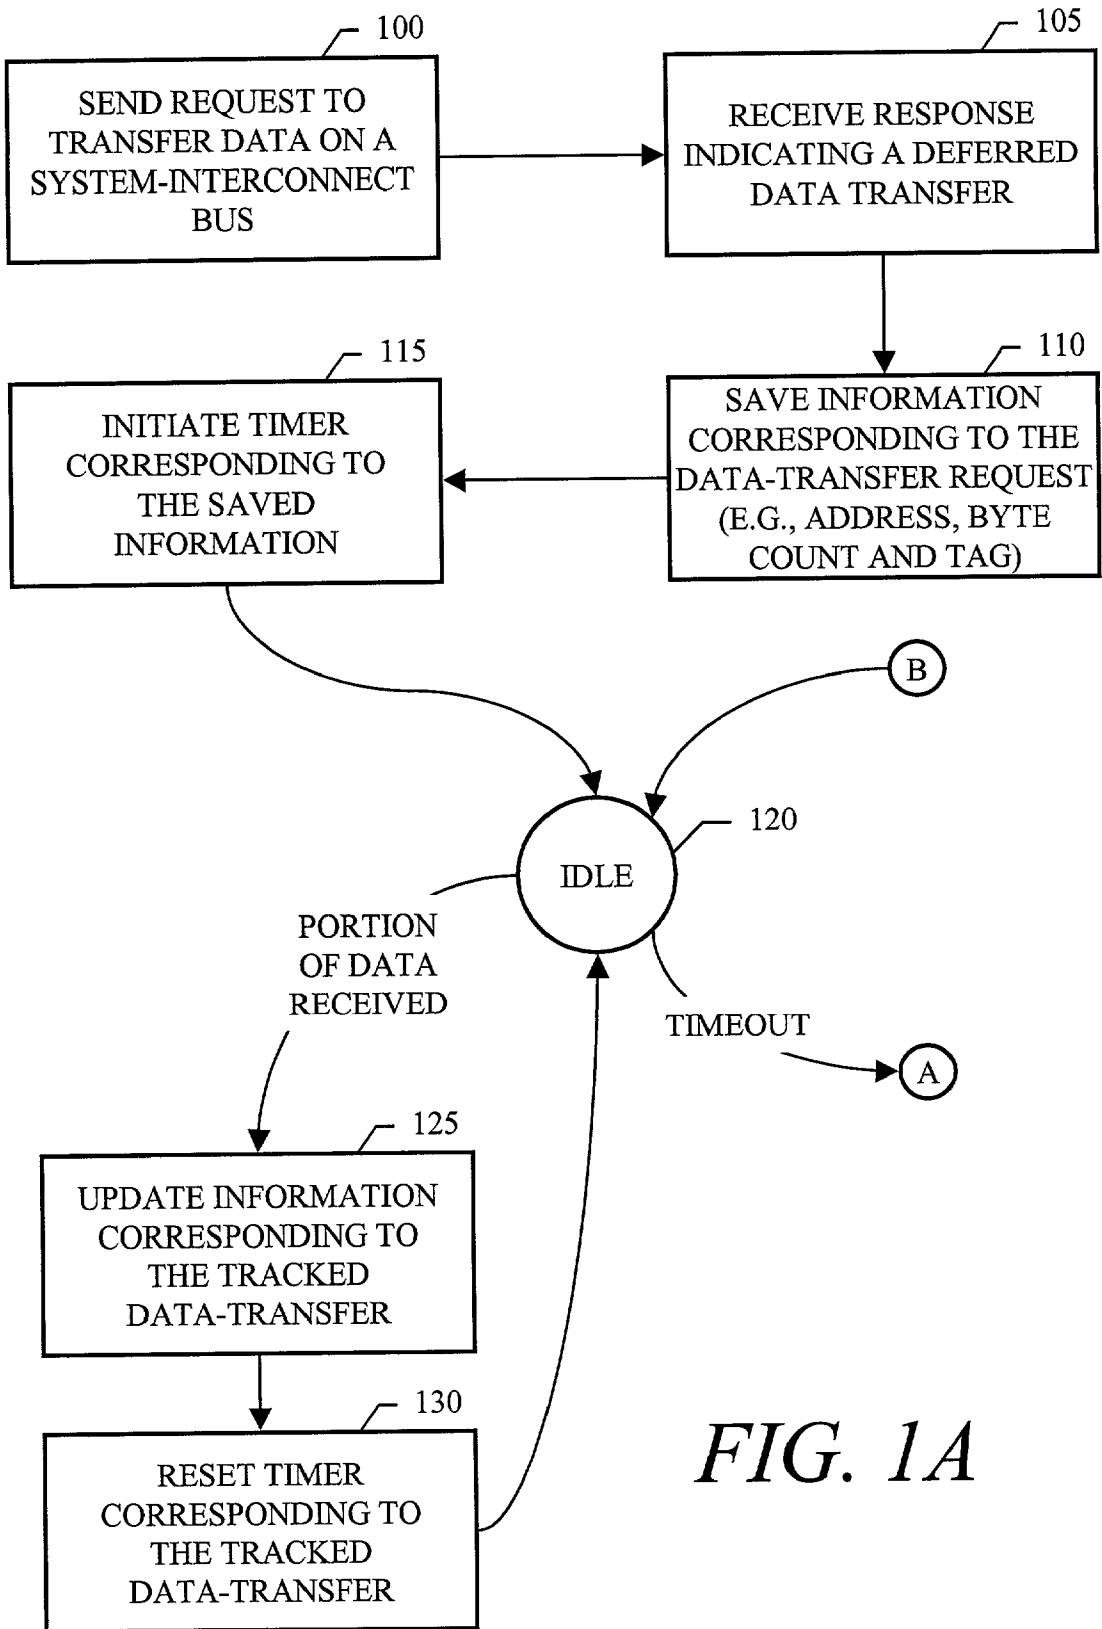 100
SEND REQUEST TO
TRANSFER DATA ON A
SYSTEM-INTERCONNECT
BUS
105
RECEIVE RESPONSE
INDICATING A DEFERRED
DATA TRANSFER
115
INITIATE TIMER
CORRESPONDING TO
THE SAVED
INFORMATION
110
SAVE INFORMATION
CORRESPONDING TO THE
DATA-TRANSFER REQUEST
(E.G., ADDRESS, BYTE
COUNT AND TAG)
B
120
IDLE
PORTION
OF DATA
RECEIVED
TIMEOUT
A
125
UPDATE INFORMATION
CORRESPONDING TO
THE TRACKED
DATA-TRANSFER
130
RESET TIMER
CORRESPONDING TO
THE TRACKED
DATA-TRANSFER
FIG. 1A